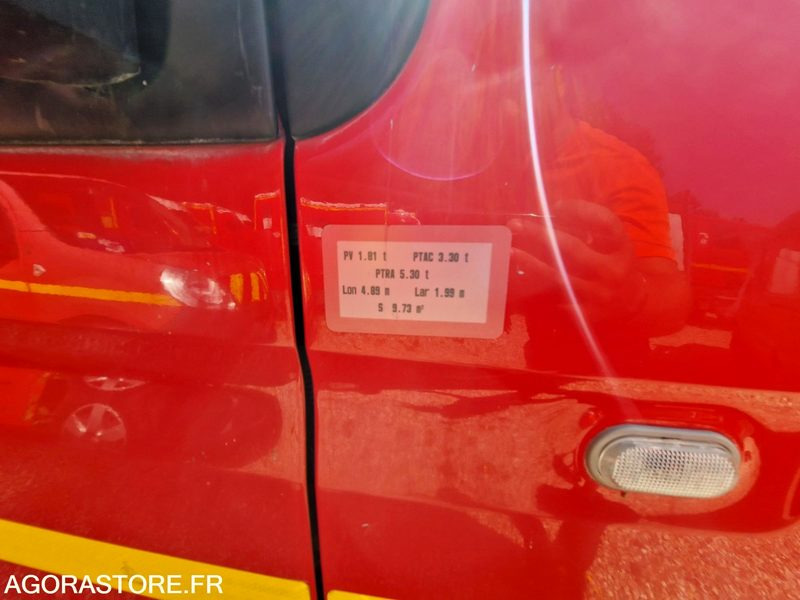 PV 1.81 t PTAC 3.30 t
PTRA 5.30 t
Lon 4.89 m Lar 1.99 m
S 9.73 m²
AGORASTORE.FR